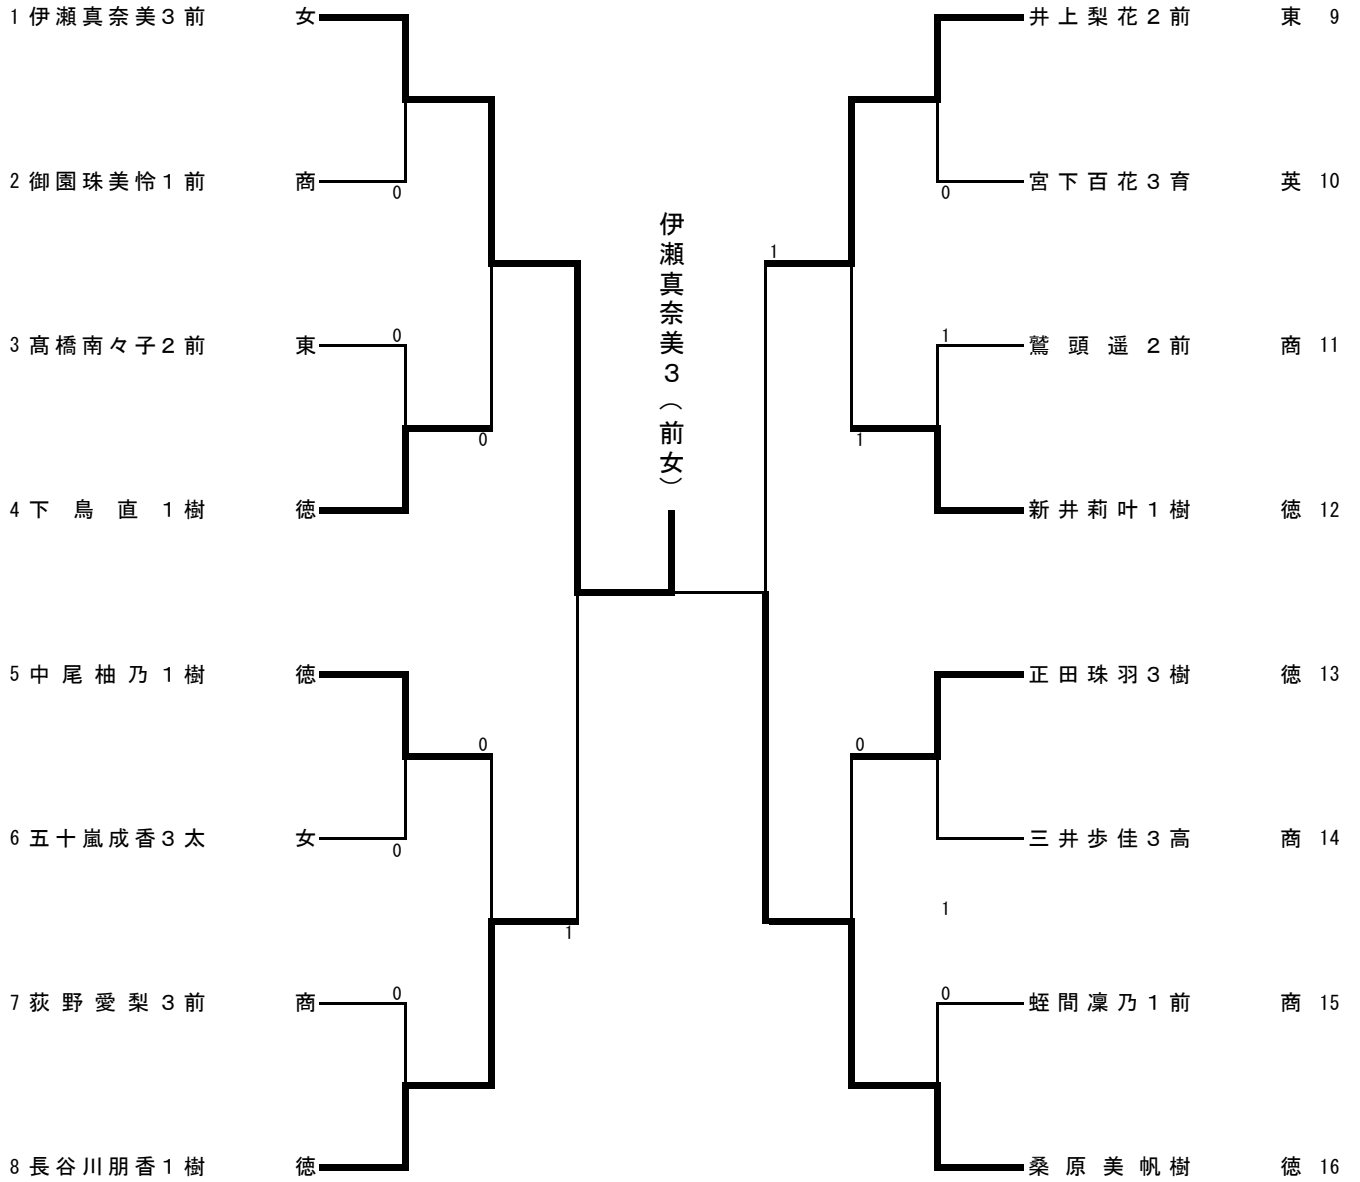 1 伊瀬真奈美３前 女
井上梨花２前 東 9
2 御園珠美怜１前 商
0
宮下百花３育 英 10
0
伊瀬真奈美３（前女）
1
3 髙橋南々子２前 東
0
鷲頭遥２前 商 11
1
0
1
4 下鳥直１樹 徳
新井莉叶１樹 徳 12
5 中尾柚乃１樹 徳
正田珠羽３樹 徳 13
0
0
6 五十嵐成香３太 女
0
三井歩佳３高 商 14
1
1
7 荻野愛梨３前 商
0
蛭間凜乃１前 商 15
0
8 長谷川朋香１樹 徳
桑原美帆樹 徳 16